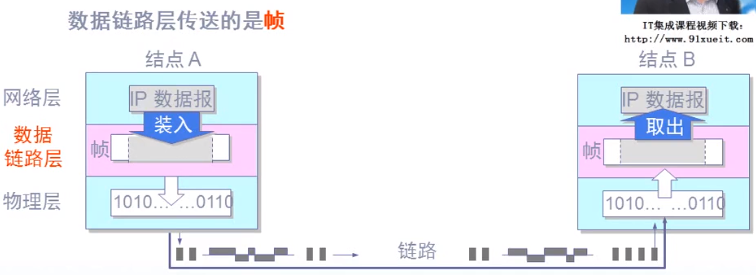 IT集成课程视频下载:
http://www.91xueit.com
数据链路层传送的是帧
结点 A
结点 B
网络层
IP 数据报
IP 数据报
装入
取出
数据
链路层
帧
帧
物理层
1010… …0110
1010… …0110
链路